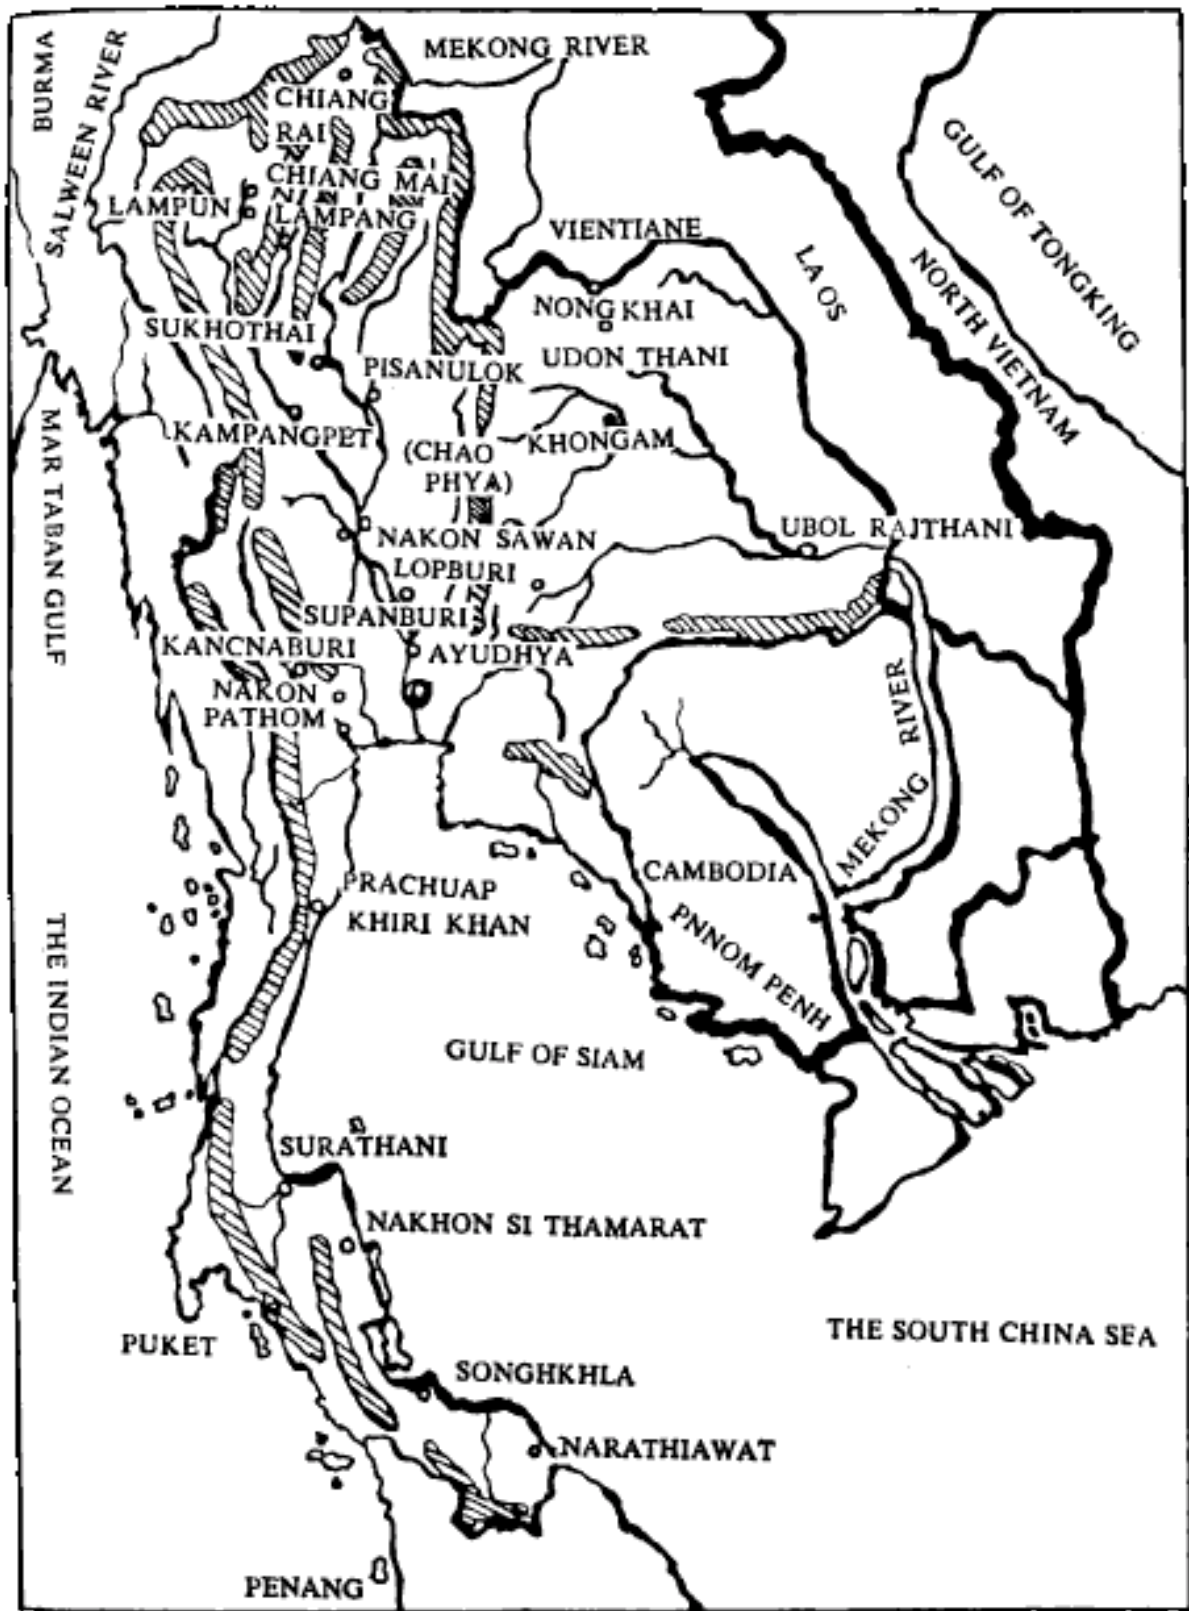 BURMA
SALWEEN RIVER
MEKONG RIVER
CHIANG
RAI
CHIANG MAI
LAMPUN
LAMPANG
GULF OF TONGKING
VIENTIANE
LAOS
NORTH VIETNAM
NONG KHAI
SUKHOTHAI
UDON THANI
PISANULOK
MAR TABAN GULF
KAMPANGPET
(CHAO
PHYA)
KHONGAM
NAKON SAWAN
UBOL RAJTHANI
LOPBURI
SUPANBURI
KANCNABURI
AYUDHYA
NAKON
PATHOM
MEKONG RIVER
CAMBODIA
PRACHUAP
KHIRI KHAN
PNNOM PENH
THE INDIAN OCEAN
GULF OF SIAM
SURATHANI
NAKHON SI THAMARAT
PUKET
THE SOUTH CHINA SEA
SONGHKHLA
NARATHIAWAT
PENANG